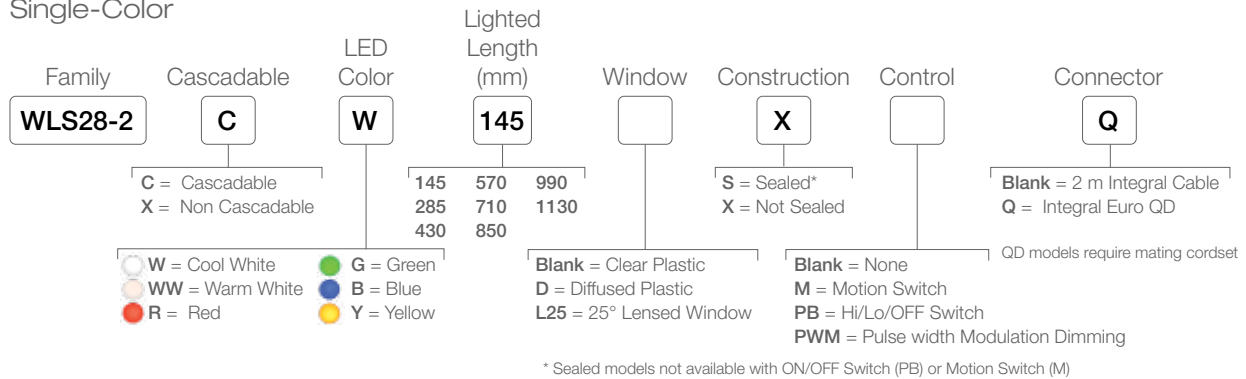 Single-Color
Family
Cascadable
LED
Color
Lighted
Length
(mm)
Window
Construction
Control
Connector
WLS28-2
C
W
145
X
Q
C = Cascadable
X = Non Cascadable
W = Cool White
WW = Warm White
R = Red
G = Green
B = Blue
Y = Yellow
145 570 990
285 710 1130
430 850
Blank = Clear Plastic
D = Diffused Plastic
L25 = 25° Lensed Window
S = Sealed*
X = Not Sealed
Blank = None
M = Motion Switch
PB = Hi/Lo/OFF Switch
PWM = Pulse width Modulation Dimming
Blank = 2 m Integral Cable
Q = Integral Euro QD
QD models require mating cordset
* Sealed models not available with ON/OFF Switch (PB) or Motion Switch (M)